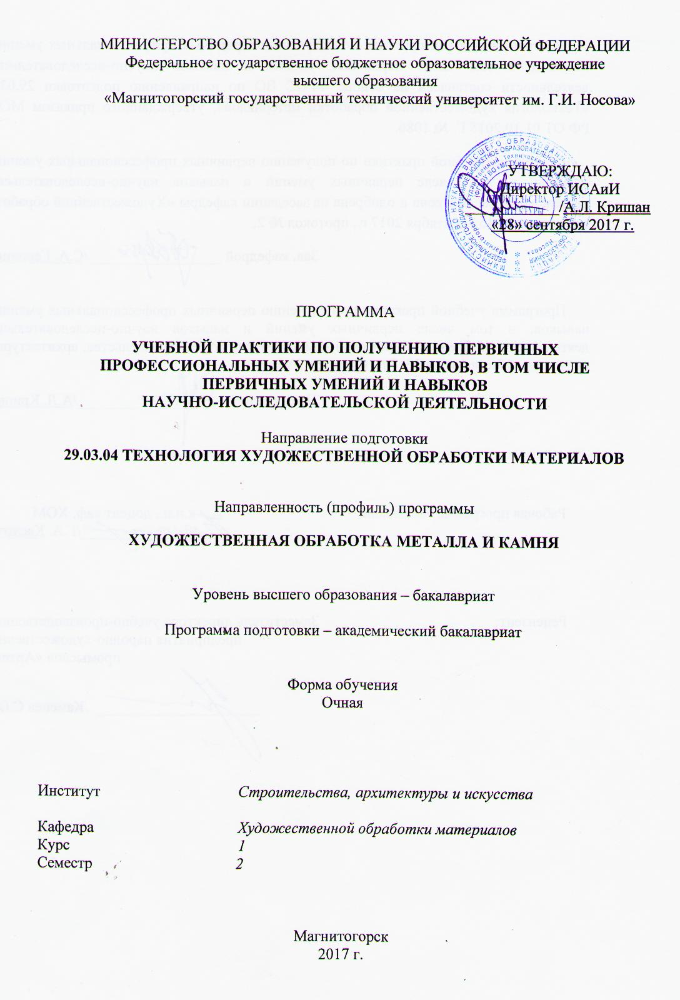 МИНИСТЕРСТВО ОБРАЗОВАНИЯ И НАУКИ РОССИЙСКОЙ ФЕДЕРАЦИИ
Федеральное государственное бюджетное образовательное учреждение
высшего образования
«Магнитогорский государственный технический университет им. Г.И. Носова»
УТВЕРЖДАЮ:
Директор ИСАиИ
/А.Л. Кришан
«28» сентября 2017 г.
ПРОГРАММА
УЧЕБНОЙ ПРАКТИКИ ПО ПОЛУЧЕНИЮ ПЕРВИЧНЫХ
ПРОФЕССИОНАЛЬНЫХ УМЕНИЙ И НАВЫКОВ, В ТОМ ЧИСЛЕ
ПЕРВИЧНЫХ УМЕНИЙ И НАВЫКОВ
НАУЧНО-ИССЛЕДОВАТЕЛЬСКОЙ ДЕЯТЕЛЬНОСТИ
Направление подготовки
29.03.04 ТЕХНОЛОГИЯ ХУДОЖЕСТВЕННОЙ ОБРАБОТКИ МАТЕРИАЛОВ
Направленность (профиль) программы
ХУДОЖЕСТВЕННАЯ ОБРАБОТКА МЕТАЛЛА И КАМНЯ
Уровень высшего образования – бакалавриат
Программа подготовки – академический бакалавриат
Форма обучения
Очная
Институт Строительства, архитектуры и искусства
Кафедра Художественной обработки материалов
Курс 1
Семестр 2
Магнитогорск
2017 г.